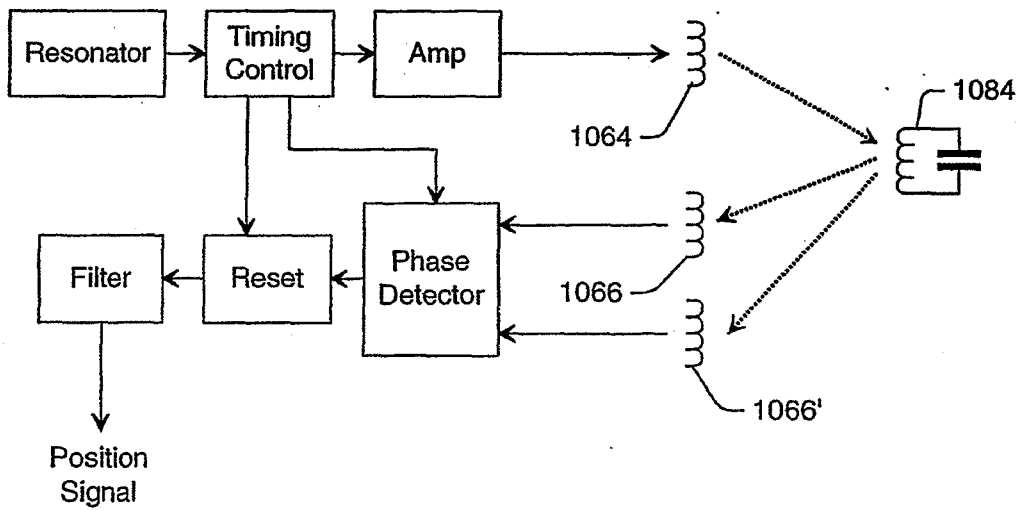 Resonator
Timing
Control
Amp
1064
1084
Filter
Reset
Phase
Detector
1066
1066'
Position
Signal